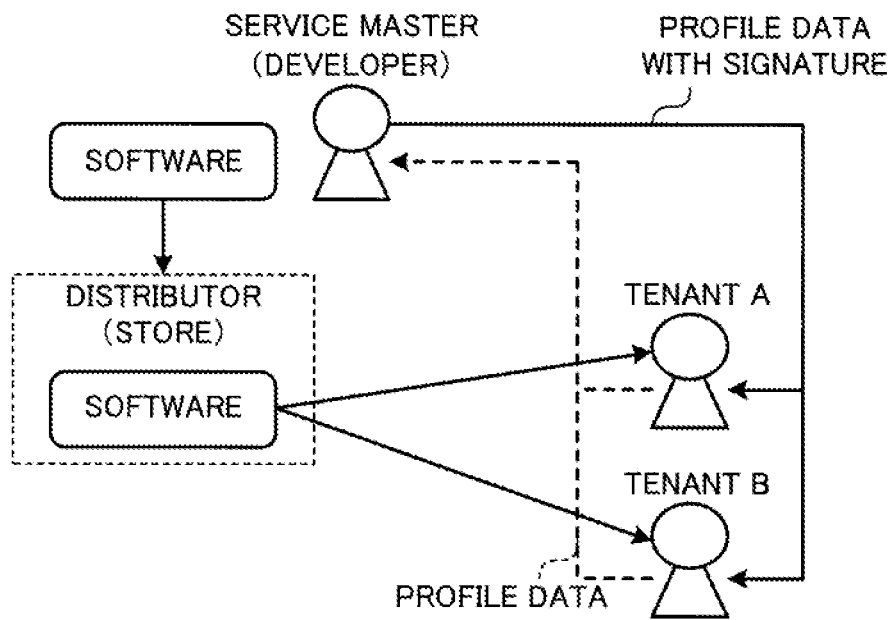 SERVICE MASTER
(DEVELOPER)
PROFILE DATA
WITH SIGNATURE
SOFTWARE
DISTRIBUTOR
(STORE)
SOFTWARE
TENANT A
TENANT B
PROFILE DATA